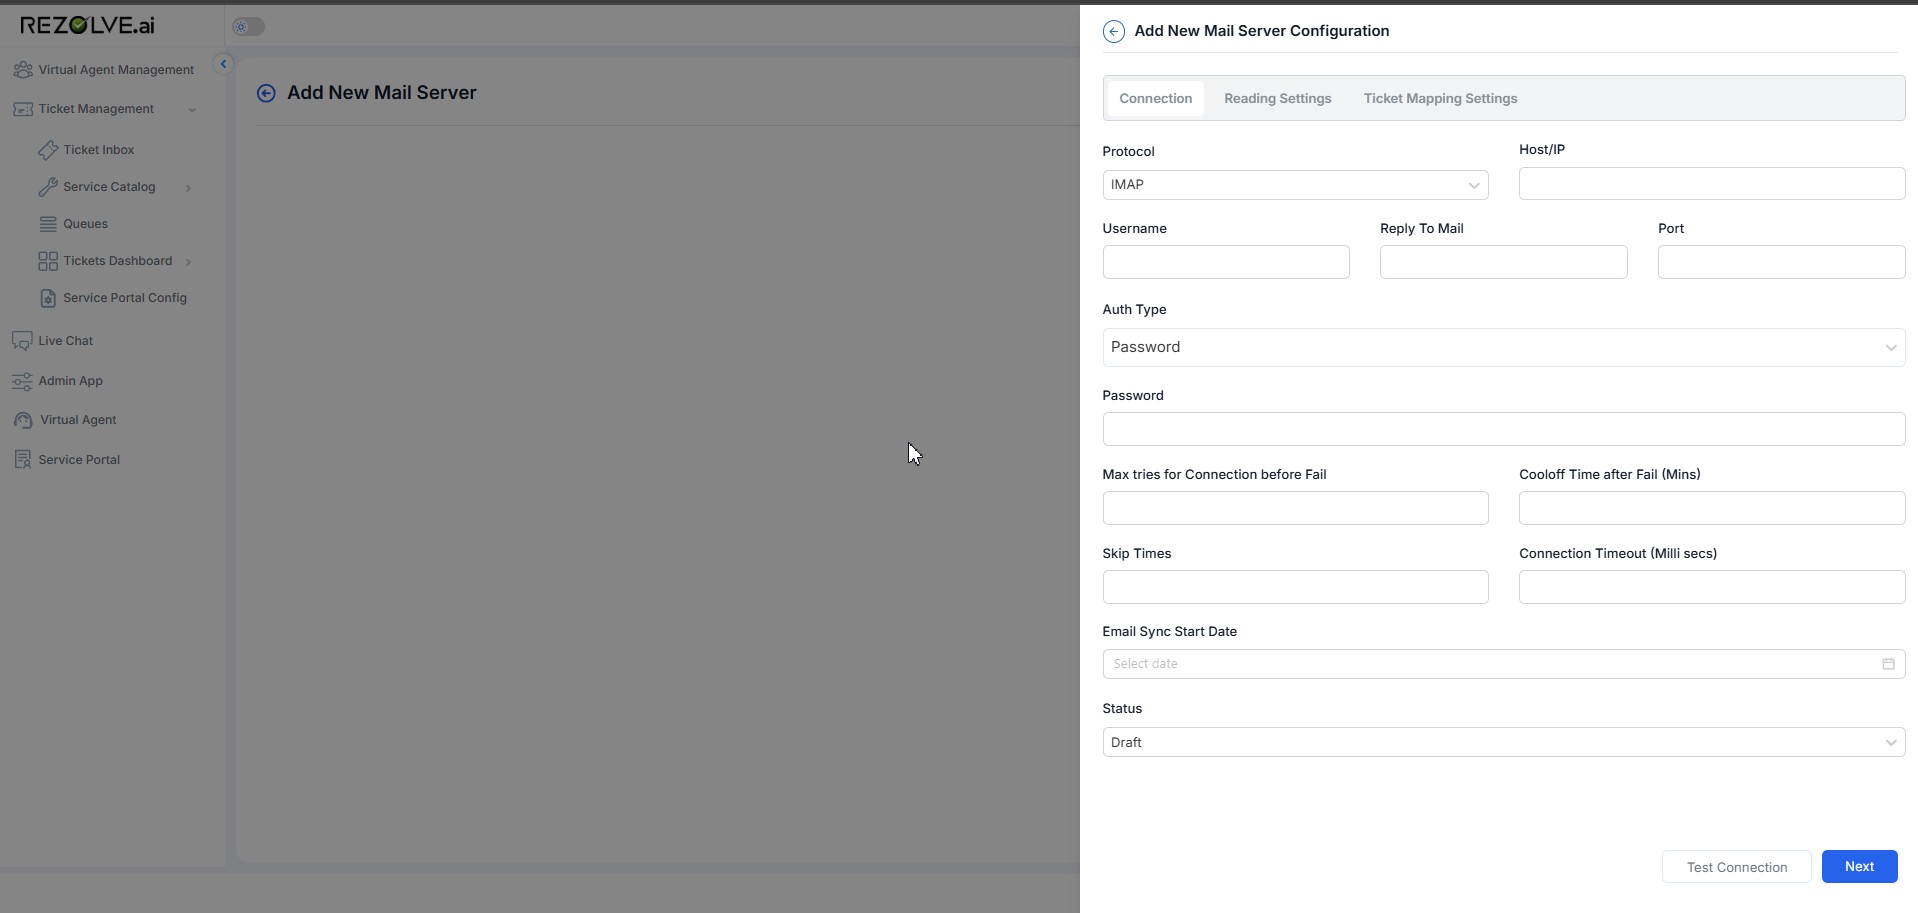 REZOLVE.ai
Virtual Agent Management
Ticket Management
Ticket Inbox
Service Catalog
Queues
Tickets Dashboard
Service Portal Config
Live Chat
Admin App
Virtual Agent
Service Portal
Add New Mail Server
Add New Mail Server Configuration
Connection Reading Settings Ticket Mapping Settings
Protocol Host/IP
IMAP
Username Reply To Mail Port
Auth Type
Password
Password
Max tries for Connection before Fail Cooloff Time after Fail (Mins)
Skip Times Connection Timeout (Milli secs)
Email Sync Start Date
Select date
Status
Draft
Test Connection Next